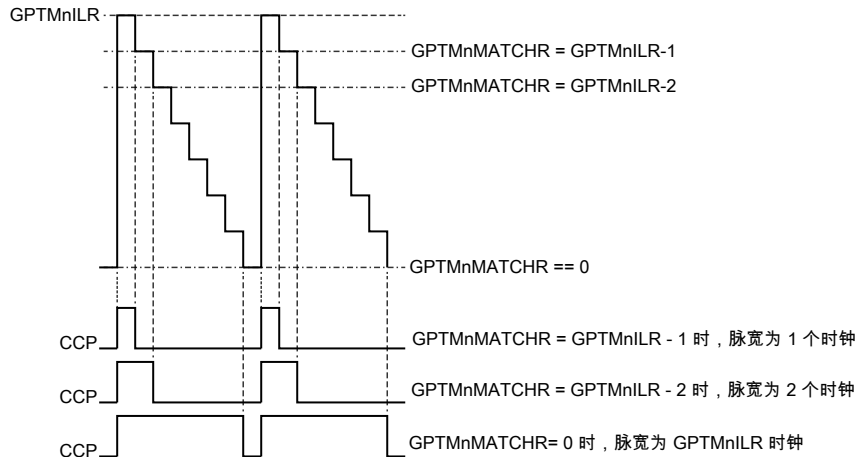 GPTMnILR
GPTMnMATCHR = GPTMnILR-1
GPTMnMATCHR = GPTMnILR-2
GPTMnMATCHR == 0
CCP
GPTMnMATCHR = GPTMnILR - 1 时，脉宽为 1 个时钟
CCP
GPTMnMATCHR = GPTMnILR - 2 时，脉宽为 2 个时钟
CCP
GPTMnMATCHR= 0 时，脉宽为 GPTMnILR 时钟